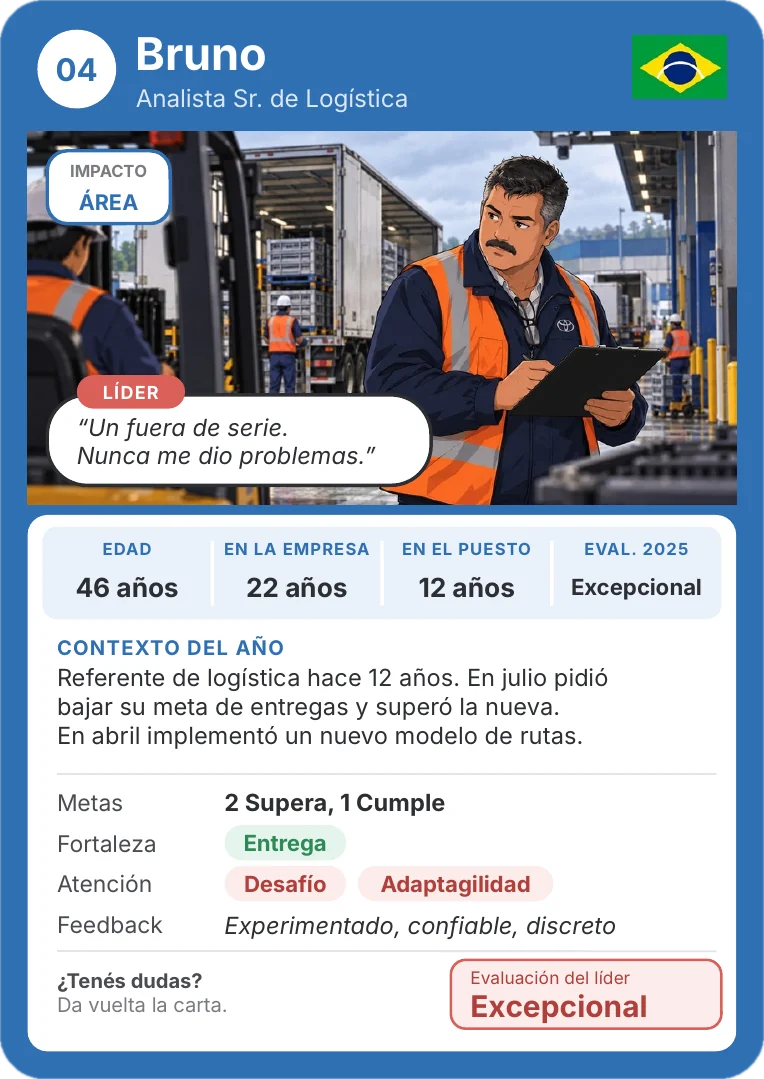 04
Bruno
Analista Sr. de Logística
IMPACTO
ÁREA
LÍDER
“Un fuera de serie.
Nunca me dio problemas.”
EDAD
46 años
EN LA EMPRESA
22 años
EN EL PUESTO
12 años
EVAL. 2025
Excepcional
CONTEXTO DEL AÑO
Referente de logística hace 12 años. En julio pidió
bajar su meta de entregas y superó la nueva.
En abril implementó un nuevo modelo de rutas.
Metas 2 Supera, 1 Cumple
Fortaleza Entrega
Atención Desafío Adaptagilidad
Feedback Experimentado, confiable, discreto
¿Tenés dudas?
Da vuelta la carta.
Evaluación del líder
Excepcional